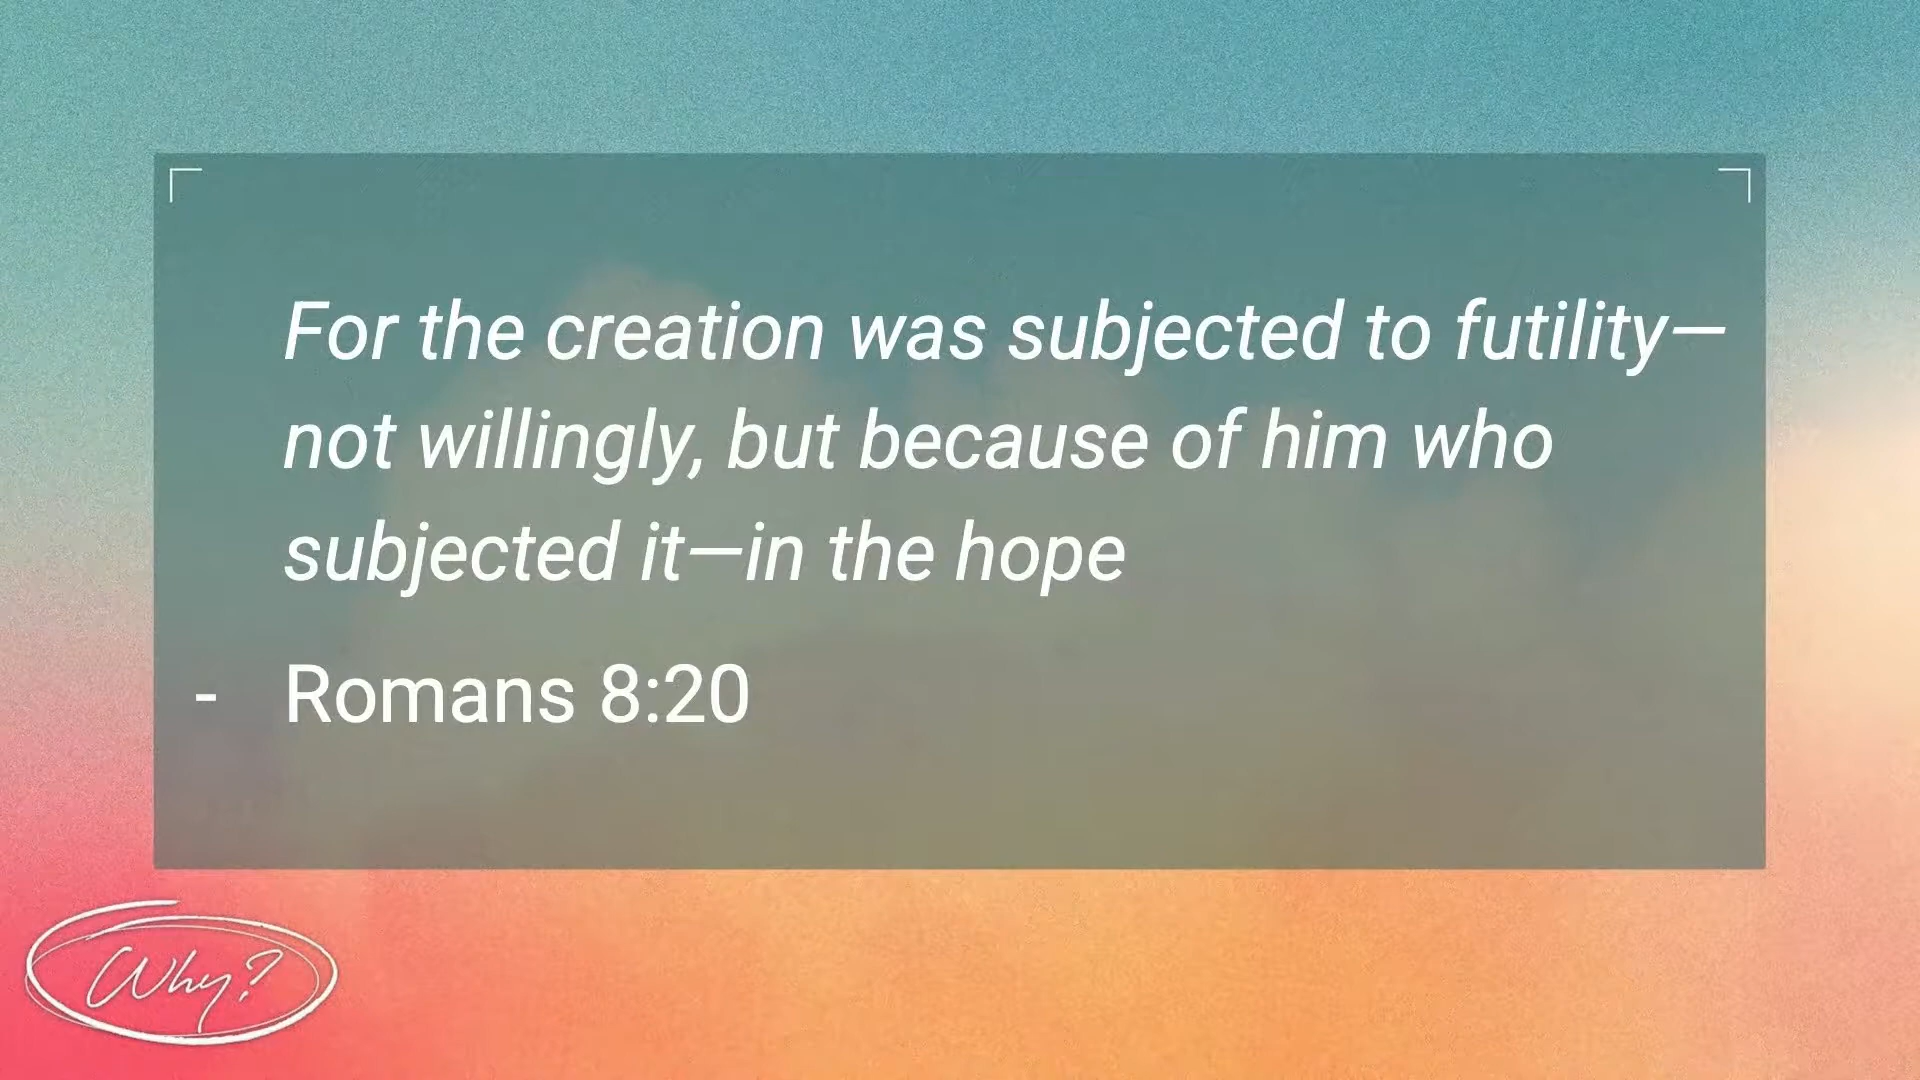 For the creation was subjected to futility—
not willingly, but because of him who
subjected it—in the hope
- Romans 8:20
Why?